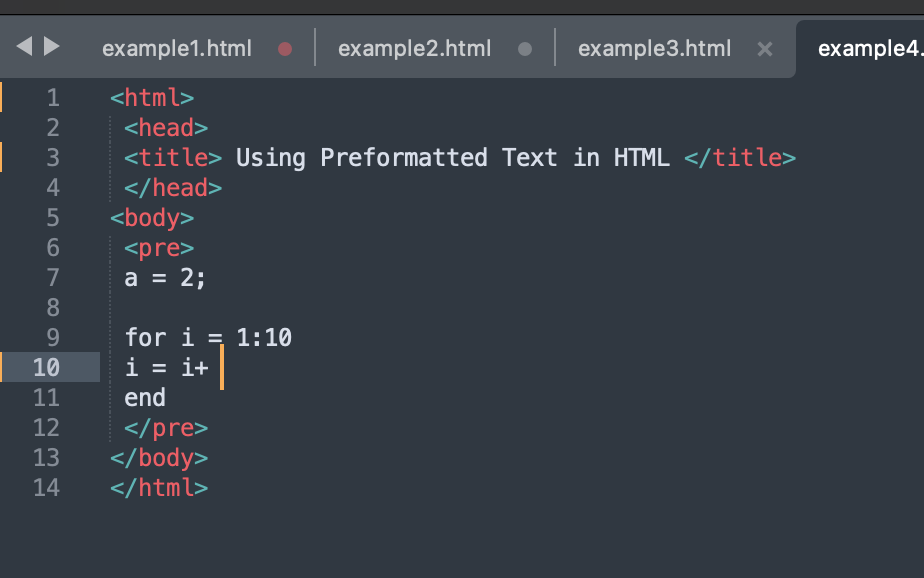 example1.html example2.html example3.html example4.
1 <html>
2 <head>
3 <title> Using Preformatted Text in HTML </title>
4 </head>
5 <body>
6 <pre>
7 a = 2;
8
9 for i = 1:10
10 i = i+
11 end
12 </pre>
13 </body>
14 </html>